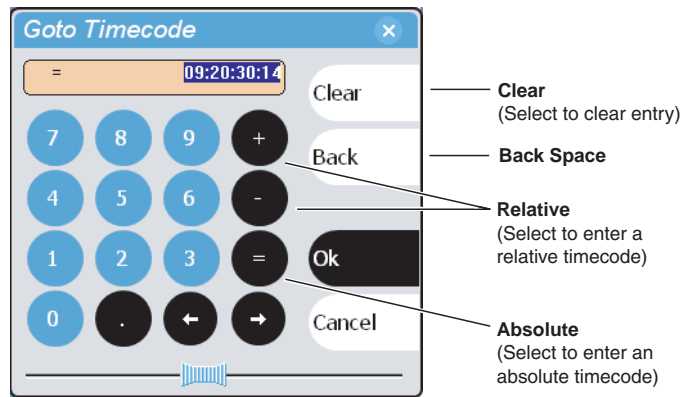 Goto Timecode
= 09:20:30:14
Clear
Back
Ok
Cancel
7 8 9 +
4 5 6 -
1 2 3 =
0 . ← →
Clear
(Select to clear entry)
Back Space
Relative
(Select to enter a
relative timecode)
Absolute
(Select to enter an
absolute timecode)